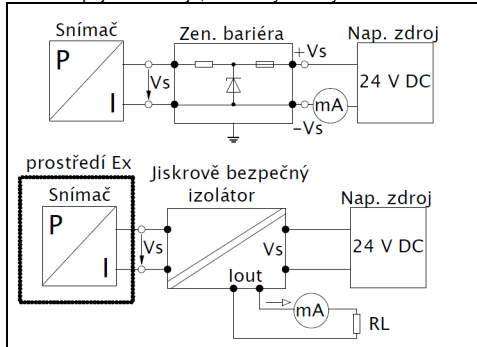 Snímač
Zen. bariéra
Nap. zdroj
P
I
Vs
+Vs
mA
–Vs
24 V DC
prostředí Ex
Jiskrově bezpečný
izolátor
Snímač
Nap. zdroj
P
I
Vs
Vs
24 V DC
Iout
mA
RL